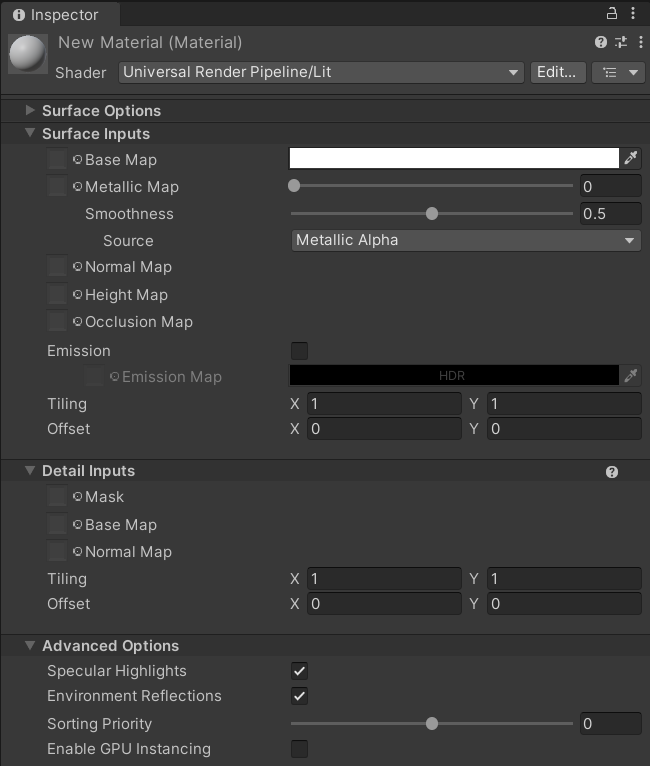 Inspector
New Material (Material)
Shader Universal Render Pipeline/Lit Edit...
Surface Options
Surface Inputs
Base Map
Metallic Map 0
Smoothness 0.5
Source Metallic Alpha
Normal Map
Height Map
Occlusion Map
Emission
Emission Map HDR
Tiling X 1 Y 1
Offset X 0 Y 0
Detail Inputs
Mask
Base Map
Normal Map
Tiling X 1 Y 1
Offset X 0 Y 0
Advanced Options
Specular Highlights
Environment Reflections
Sorting Priority 0
Enable GPU Instancing